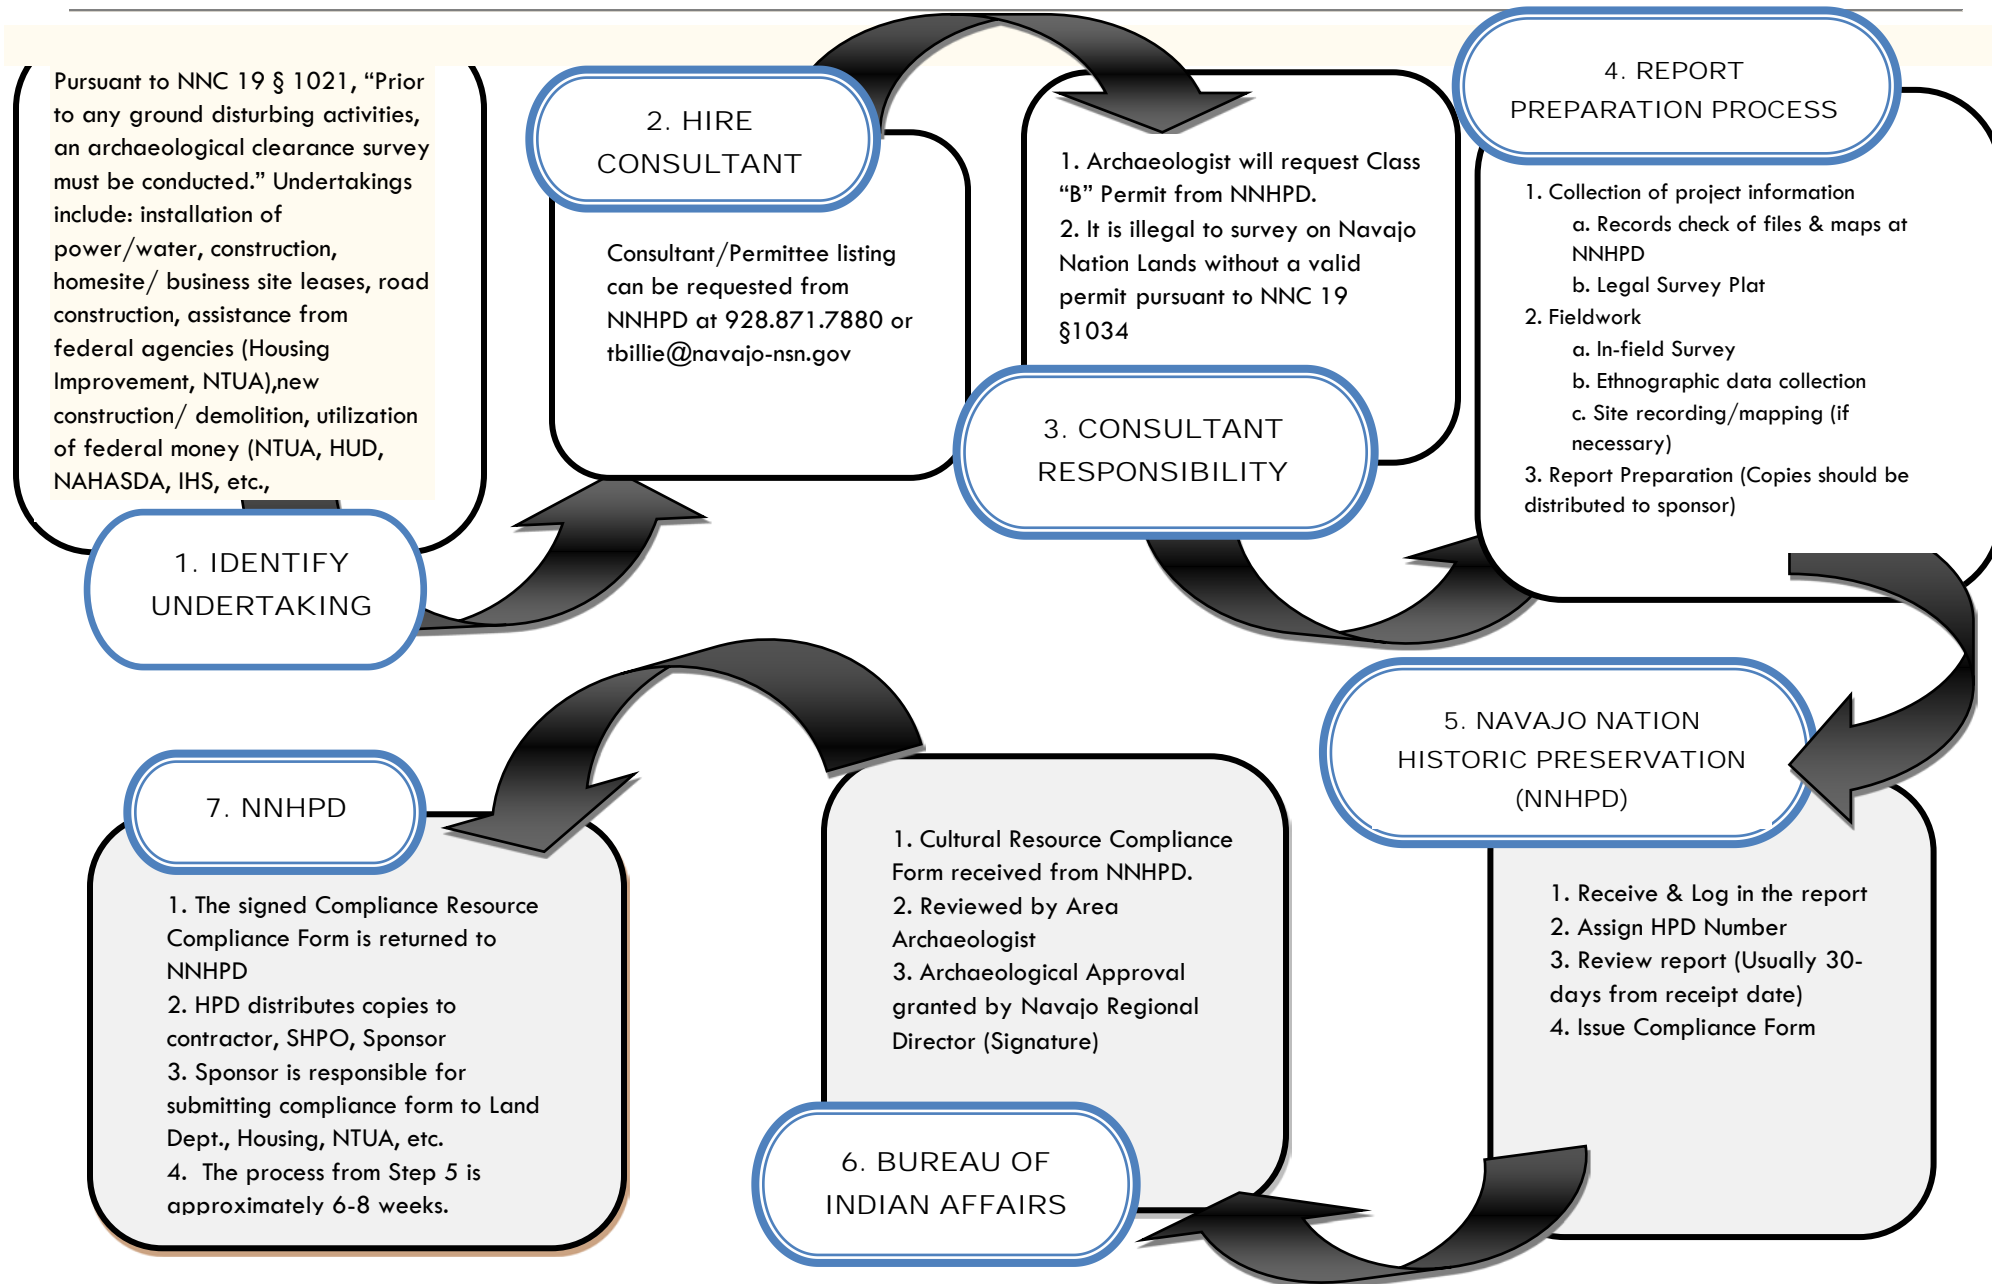 Pursuant to NNC 19 § 1021, “Prior
to any ground disturbing activities,
an archaeological clearance survey
must be conducted.” Undertakings
include: installation of
power/water, construction,
homesite/ business site leases, road
construction, assistance from
federal agencies (Housing
Improvement, NTUA),new
construction/ demolition, utilization
of federal money (NTUA, HUD,
NAHASDA, IHS, etc.,
1. IDENTIFY
UNDERTAKING
2. HIRE
CONSULTANT
Consultant/Permittee listing
can be requested from
NNHPD at 928.871.7880 or
tbillie@navajo-nsn.gov
1. Archaeologist will request Class
“B” Permit from NNHPD.
2. It is illegal to survey on Navajo
Nation Lands without a valid
permit pursuant to NNC 19
§1034
3. CONSULTANT
RESPONSIBILITY
4. REPORT
PREPARATION PROCESS
1. Collection of project information
a. Records check of files & maps at
NNHPD
b. Legal Survey Plat
2. Fieldwork
a. In-field Survey
b. Ethnographic data collection
c. Site recording/mapping (if
necessary)
3. Report Preparation (Copies should be
distributed to sponsor)
5. NAVAJO NATION
HISTORIC PRESERVATION
(NNHPD)
1. Receive & Log in the report
2. Assign HPD Number
3. Review report (Usually 30-
days from receipt date)
4. Issue Compliance Form
1. Cultural Resource Compliance
Form received from NNHPD.
2. Reviewed by Area
Archaeologist
3. Archaeological Approval
granted by Navajo Regional
Director (Signature)
6. BUREAU OF
INDIAN AFFAIRS
7. NNHPD
1. The signed Compliance Resource
Compliance Form is returned to
NNHPD
2. HPD distributes copies to
contractor, SHPO, Sponsor
3. Sponsor is responsible for
submitting compliance form to Land
Dept., Housing, NTUA, etc.
4. The process from Step 5 is
approximately 6-8 weeks.